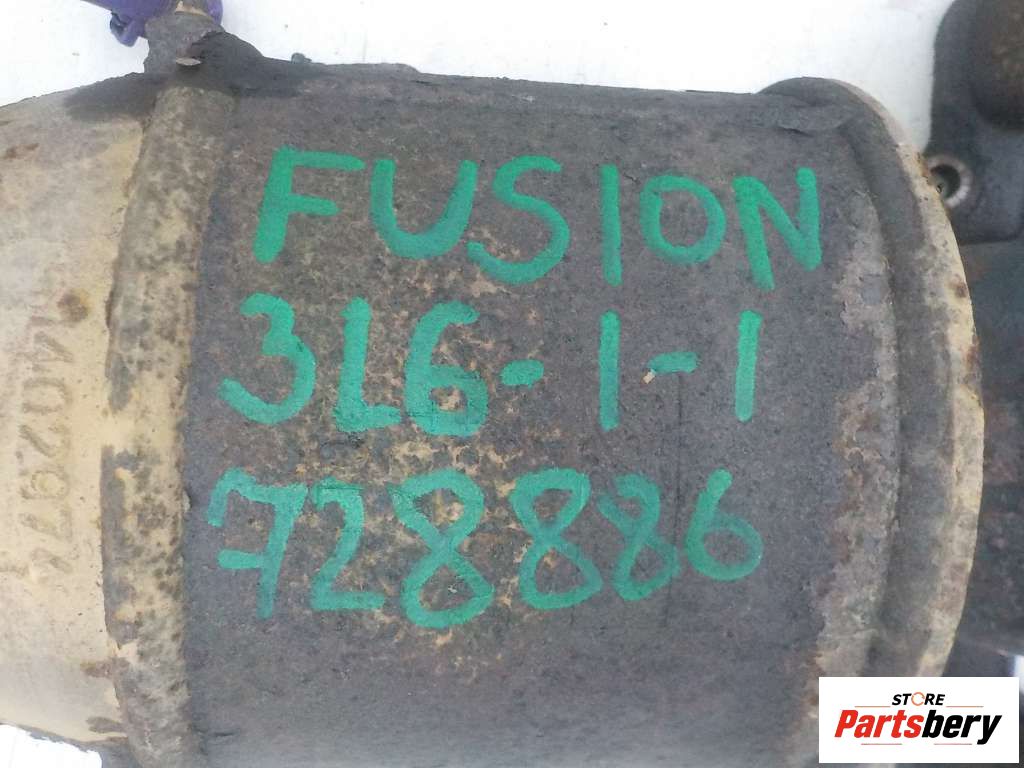 FUSION
3L6-1-1
728886
STORE
Partsbery